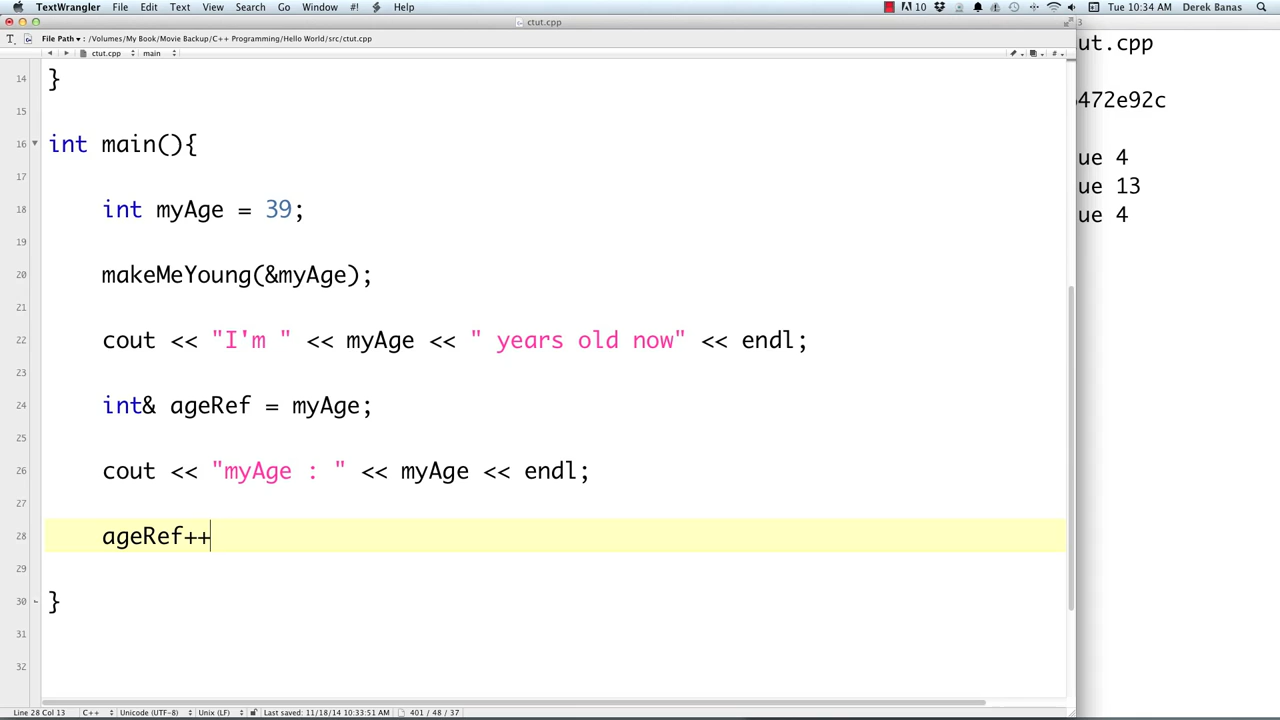 TextWrangler File Edit Text View Search Go Window #! Help 10 Tue 10:34 AM Derek Banas
ctut.cpp
File Path ▾ : /Volumes/My Book/Movie Backup/C++ Programming/Hello World/src/ctut.cpp
ctut.cpp main
14 }
15
16 int main(){
17
18 int myAge = 39;
19
20 makeMeYoung(&myAge);
21
22 cout << "I'm " << myAge << " years old now" << endl;
23
24 int& ageRef = myAge;
25
26 cout << "myAge : " << myAge << endl;
27
28 ageRef++
29
30 }
31
32
Line 28 Col 13 C++ Unicode (UTF-8) Unix (LF) Last saved: 11/18/14 10:33:51 AM 401 / 48 / 37
3
ut.cpp
472e92c
ue 4
ue 13
ue 4